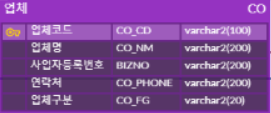 업체 CO
업체코드 CO_CD varchar2(100)
업체명 CO_NM varchar2(200)
사업자등록번호 BIZNO varchar2(200)
연락처 CO_PHONE varchar2(200)
업체구분 CO_FG varchar2(20)